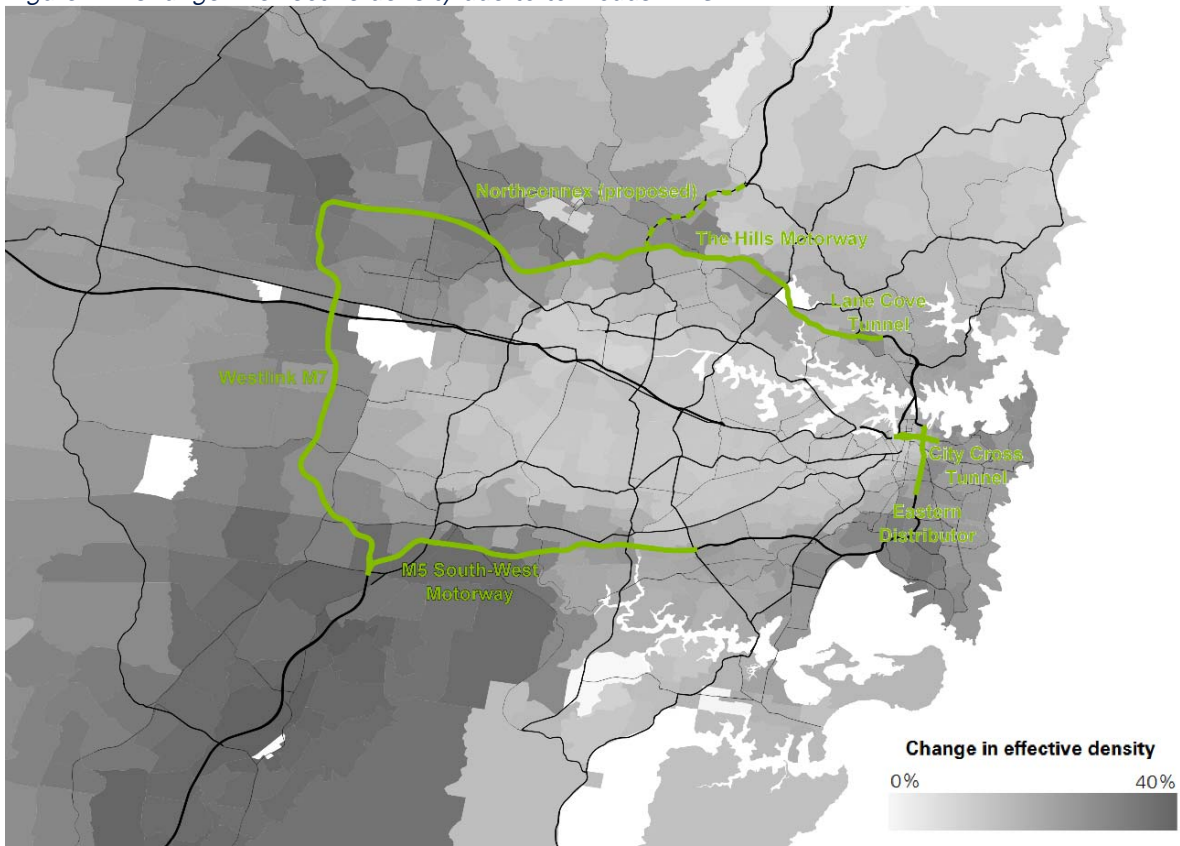 Northconnex (proposed)
The Hills Motorway
Lane Cove
Tunnel
Westlink M7
City Cross
Tunnel
Eastern
Distributor
M5 South-West
Motorway
Change in effective density
0%
40%